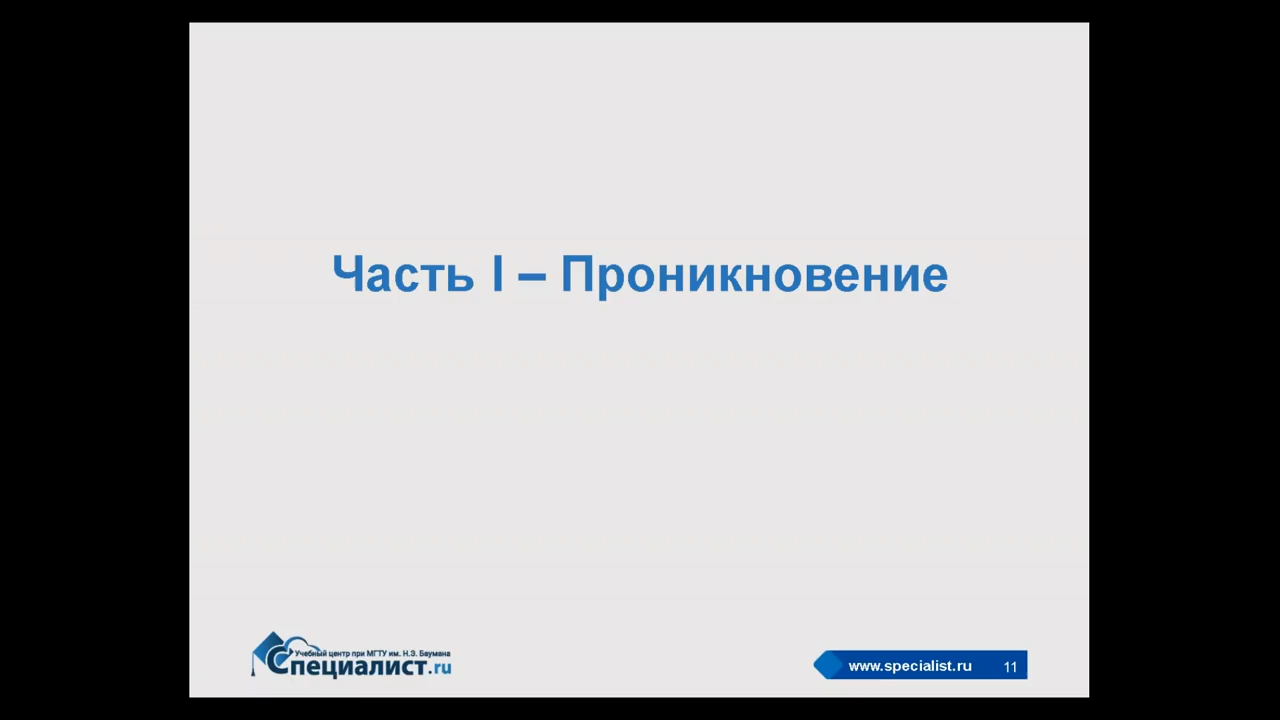 Часть I – Проникновение
Учебный центр при МГТУ им. Н.Э. Баумана
Специалист.ru
www.specialist.ru 11